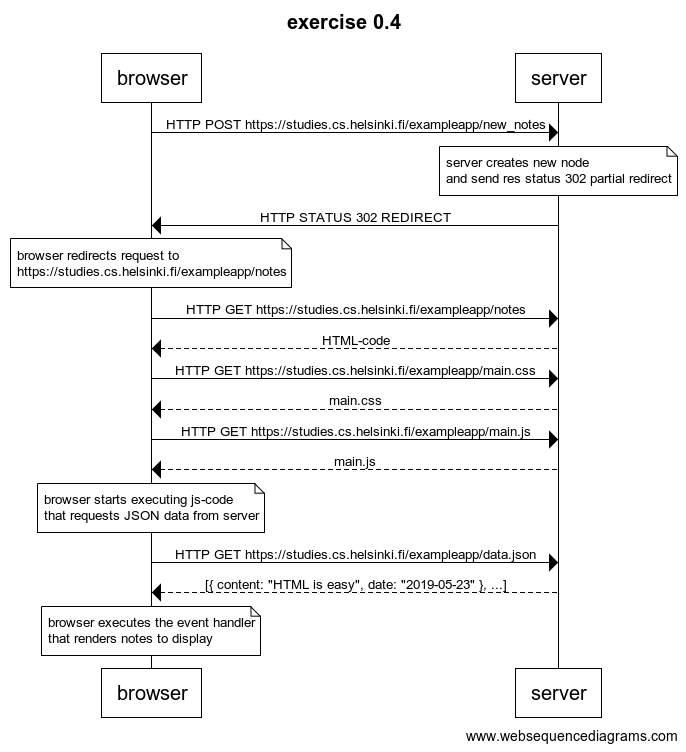 exercise 0.4
browser
server
HTTP POST https://studies.cs.helsinki.fi/exampleapp/new_notes
server creates new node
and send res status 302 partial redirect
HTTP STATUS 302 REDIRECT
browser redirects request to
https://studies.cs.helsinki.fi/exampleapp/notes
HTTP GET https://studies.cs.helsinki.fi/exampleapp/notes
HTML-code
HTTP GET https://studies.cs.helsinki.fi/exampleapp/main.css
main.css
HTTP GET https://studies.cs.helsinki.fi/exampleapp/main.js
main.js
browser starts executing js-code
that requests JSON data from server
HTTP GET https://studies.cs.helsinki.fi/exampleapp/data.json
[{ content: "HTML is easy", date: "2019-05-23" }, ...]
browser executes the event handler
that renders notes to display
browser
server
www.websequencediagrams.com